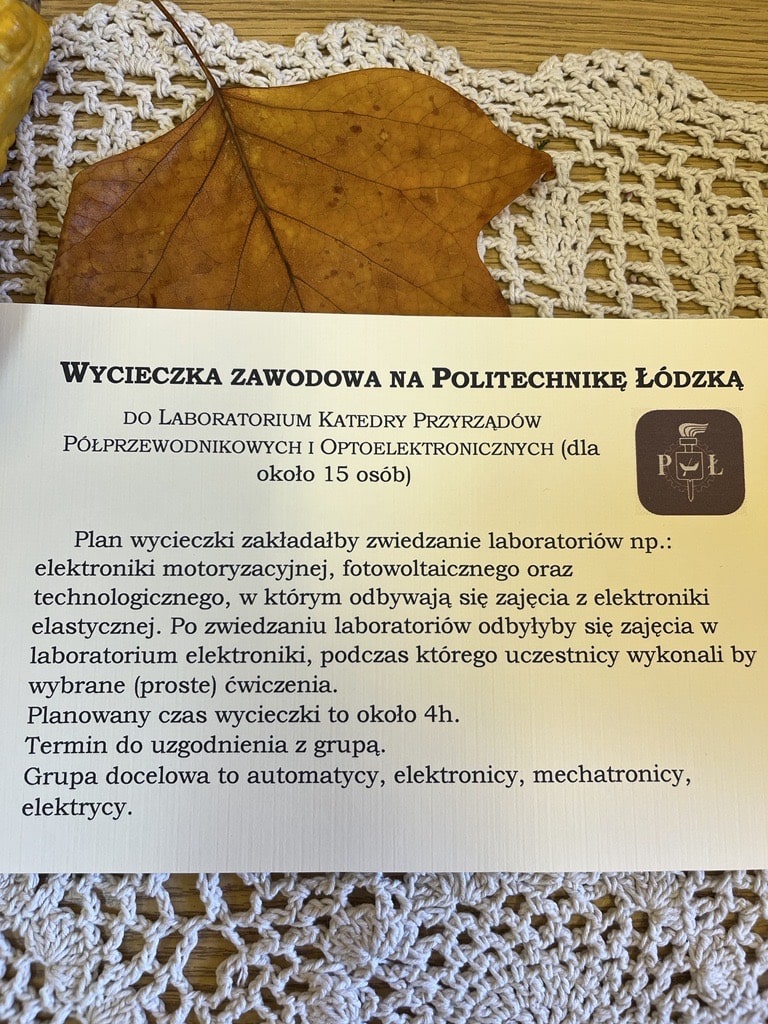 WYCIECZKA ZAWODOWA NA POLITECHNIKĘ ŁÓDZKĄ
DO LABORATORIUM KATEDRY PRZYRZĄDÓW
PÓŁPRZEWODNIKOWYCH I OPTOELEKTRONICZNYCH (dla
około 15 osób)
P Ł
Plan wycieczki zakładałby zwiedzanie laboratoriów np.:
elektroniki motoryzacyjnej, fotowoltaicznego oraz
technologicznego, w którym odbywają się zajęcia z elektroniki
elastycznej. Po zwiedzaniu laboratoriów odbyłyby się zajęcia w
laboratorium elektroniki, podczas którego uczestnicy wykonali by
wybrane (proste) ćwiczenia.
Planowany czas wycieczki to około 4h.
Termin do uzgodnienia z grupą.
Grupa docelowa to automatycy, elektronicy, mechatronicy,
elektrycy.